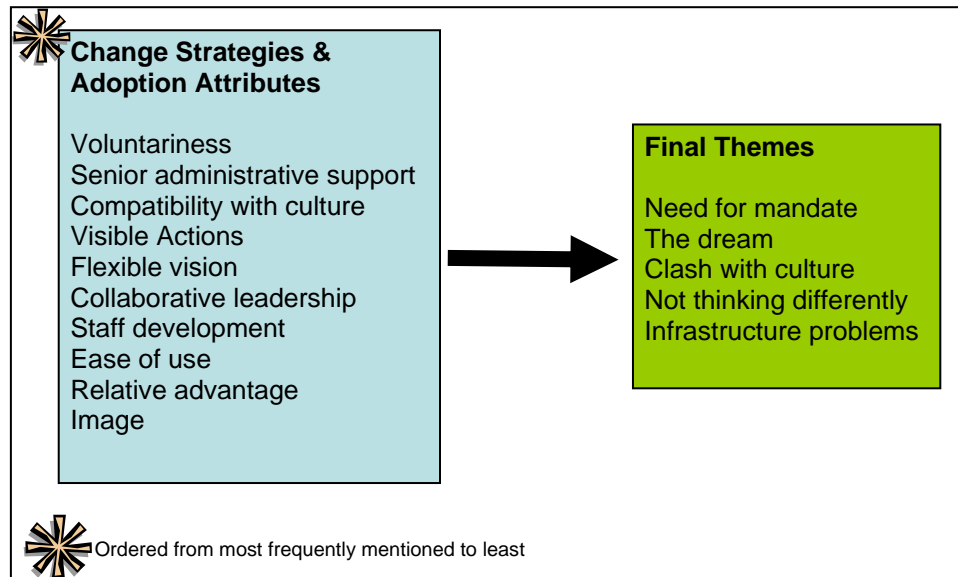 Change Strategies &
Adoption Attributes
Voluntariness
Senior administrative support
Compatibility with culture
Visible Actions
Flexible vision
Collaborative leadership
Staff development
Ease of use
Relative advantage
Image
Final Themes
Need for mandate
The dream
Clash with culture
Not thinking differently
Infrastructure problems
Ordered from most frequently mentioned to least